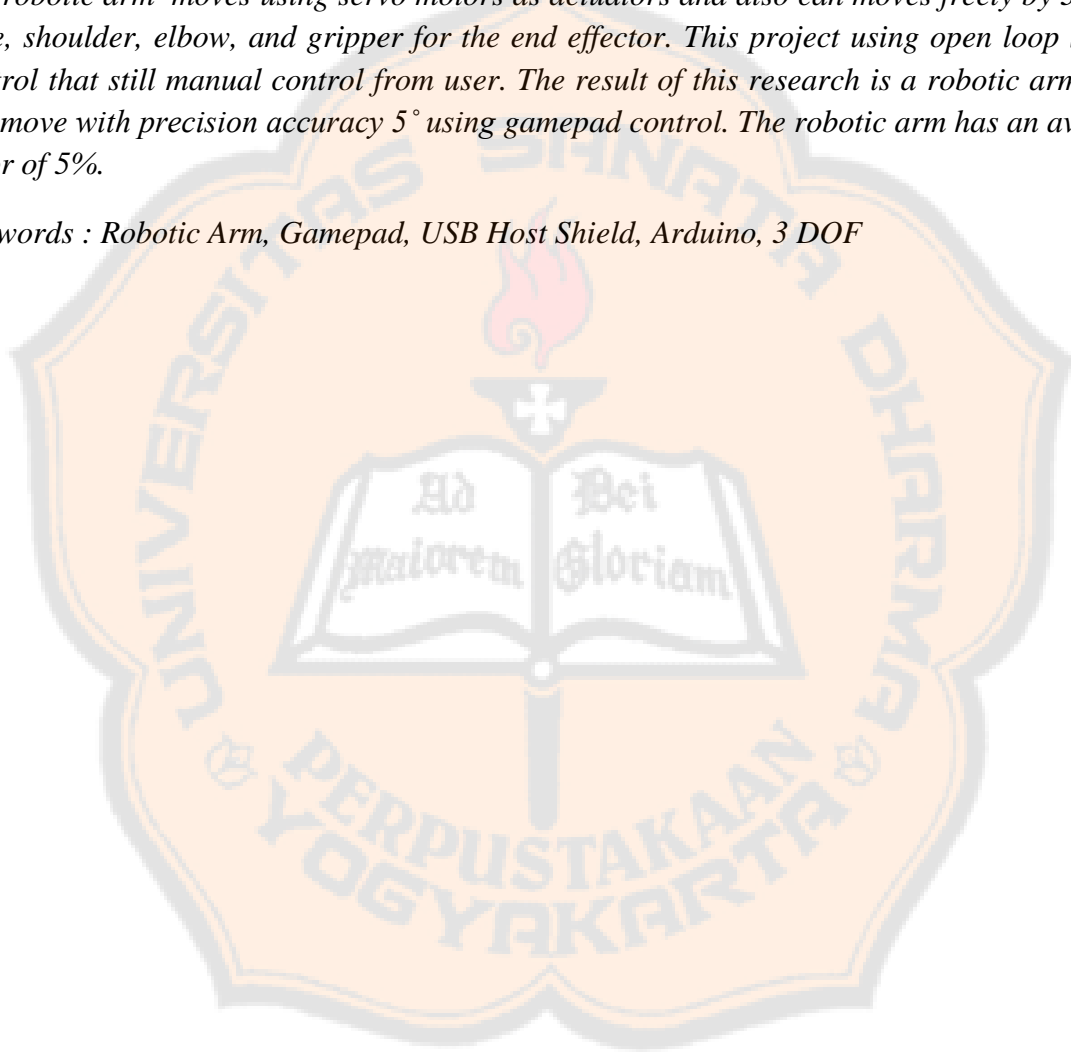 robotic arm moves using servo motors as actuators and also can moves freely by 3
e, shoulder, elbow, and gripper for the end effector. This project using open loop
rol that still manual control from user. The result of this research is a robotic arm
move with precision accuracy 5˚ using gamepad control. The robotic arm has an av
r of 5%.
words : Robotic Arm, Gamepad, USB Host Shield, Arduino, 3 DOF
UNIVERSITAS SANATA DHARMA
Ad Dei
Maiorem Gloriam
PERPUSTAKAAN
YOGYAKARTA